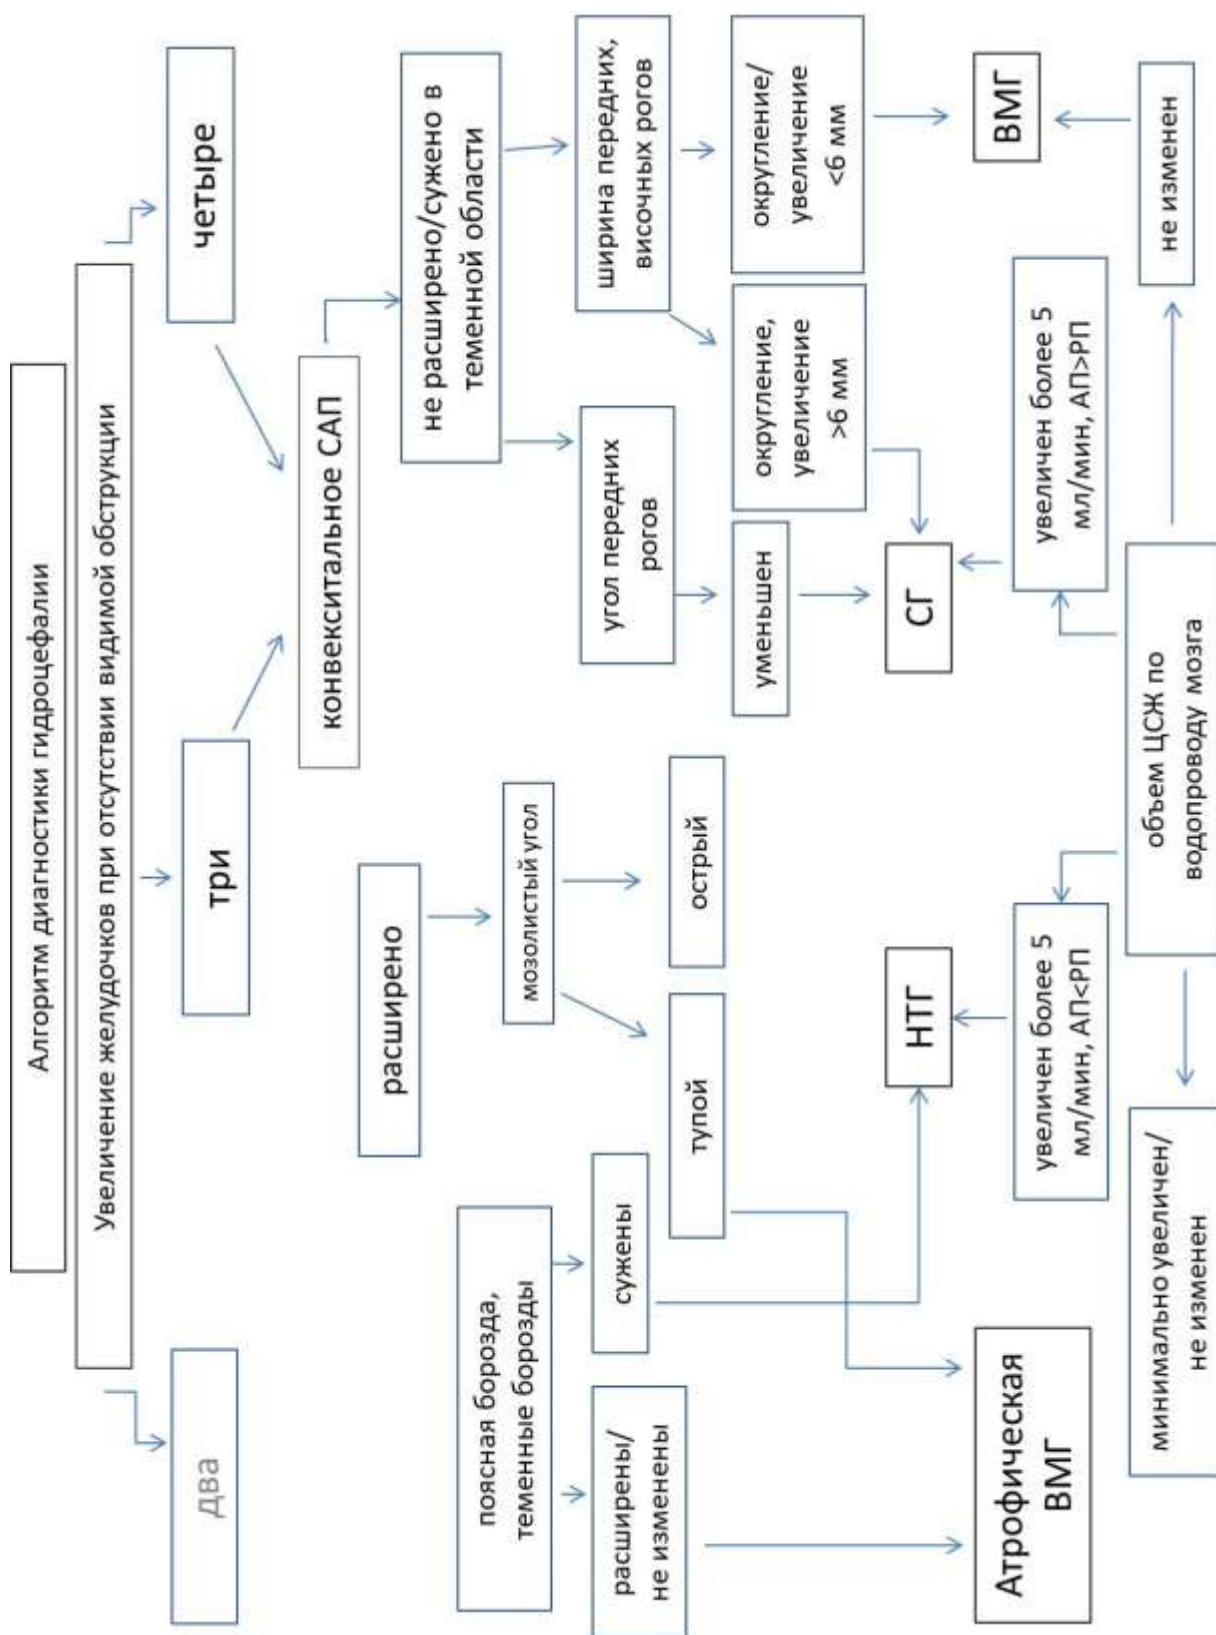 Алгоритм диагностики гидроцефалии
Увеличение желудочков при отсутствии видимой обструкции
два
три
четыре
конвекситальное САП
расширено
не расширено/сужено в
теменной области
поясная борозда,
теменные борозды
мозолистый угол
угол передних
рогов
ширина передних,
височных рогов
расширены/
не изменены
сужены
тупой
острый
уменьшен
округление,
увеличение
>6 мм
округление/
увеличение
<6 мм
Атрофическая
ВМГ
НТГ
СГ
ВМГ
увеличен более 5
мл/мин, АП<РП
увеличен более 5
мл/мин, АП>РП
минимально увеличен/
не изменен
объем ЦСЖ по
водопроводу мозга
не изменен